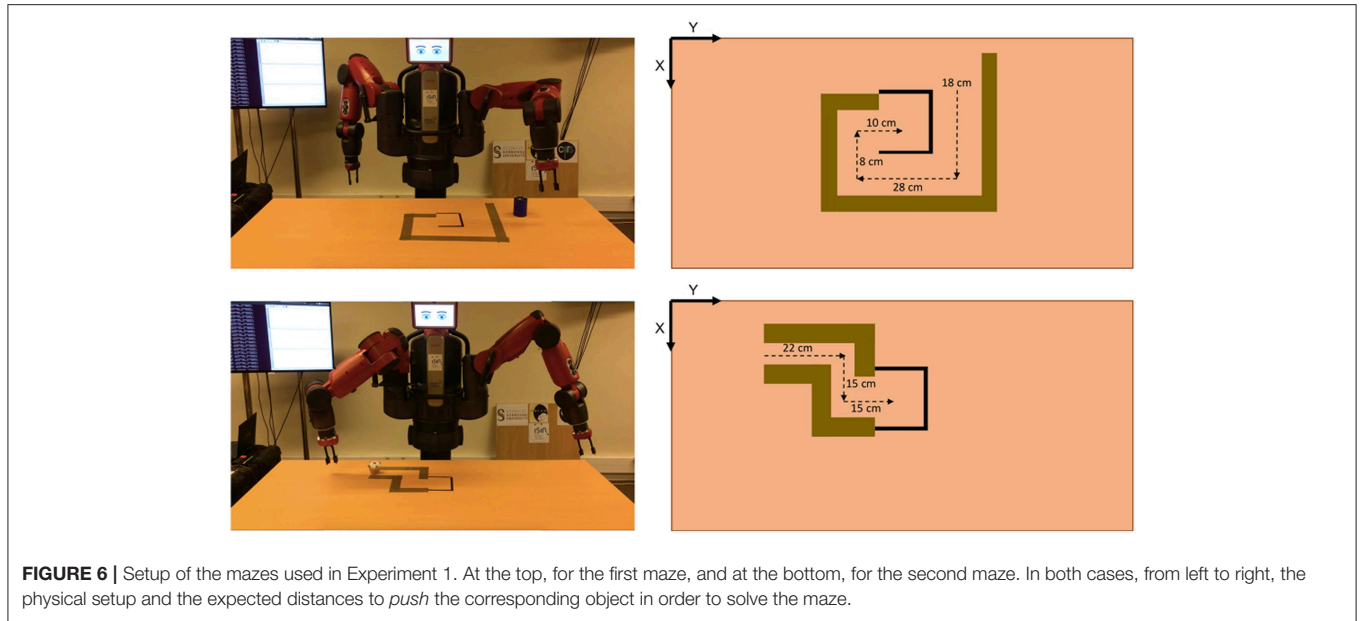 Y
X
18 cm
10 cm
8 cm
28 cm
Y
X
22 cm
15 cm
15 cm
FIGURE 6 | Setup of the mazes used in Experiment 1. At the top, for the first maze, and at the bottom, for the second maze. In both cases, from left to right, the
physical setup and the expected distances to push the corresponding object in order to solve the maze.